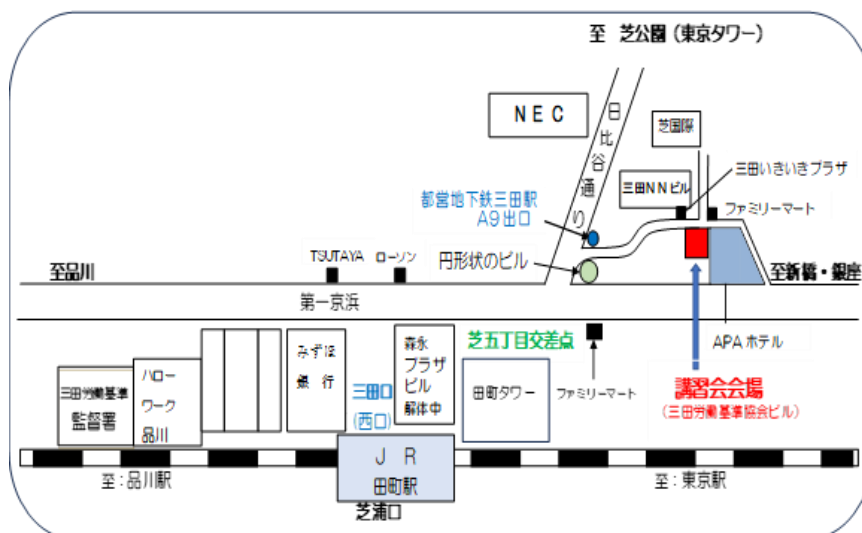 至　芝公園（東京タワー）
NEC
日比谷通り
芝国際
三田いきいきプラザ
三田NNビル
ファミリーマート
都営地下鉄三田駅
A9出口
円形状のビル
TSUTAYA　ローソン
至品川
至新橋・銀座
第一京浜
APAホテル
芝五丁目交差点
ファミリーマート
講習会会場
（三田労働基準協会ビル）
三田労働基準
監督署
ハロー
ワーク
品川
みずほ
銀行
三田口
（西口）
森永
プラザ
ビル
解体中
田町タワー
JR
田町駅
芝浦口
至：品川駅
至：東京駅